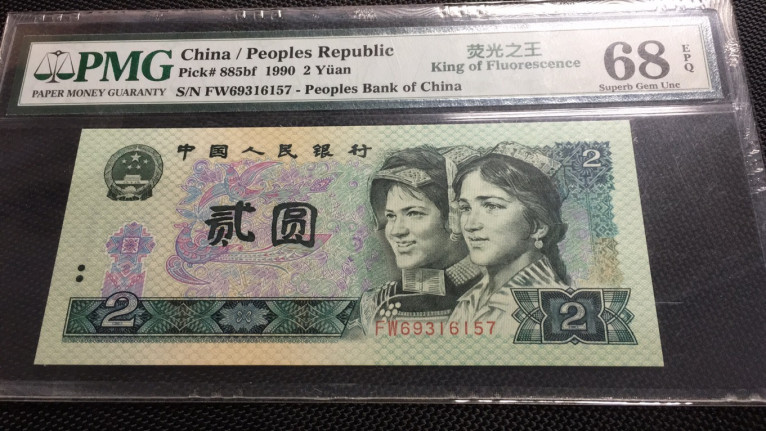 PMG
PAPER MONEY GUARANTY
China / Peoples Republic
Pick# 885bf 1990 2 Yüan
S/N FW69316157 - Peoples Bank of China
荧光之王
King of Fluorescence
68 EPQ
Superb Gem Unc
中国人民银行
贰圆
2
2
2
FW69316157